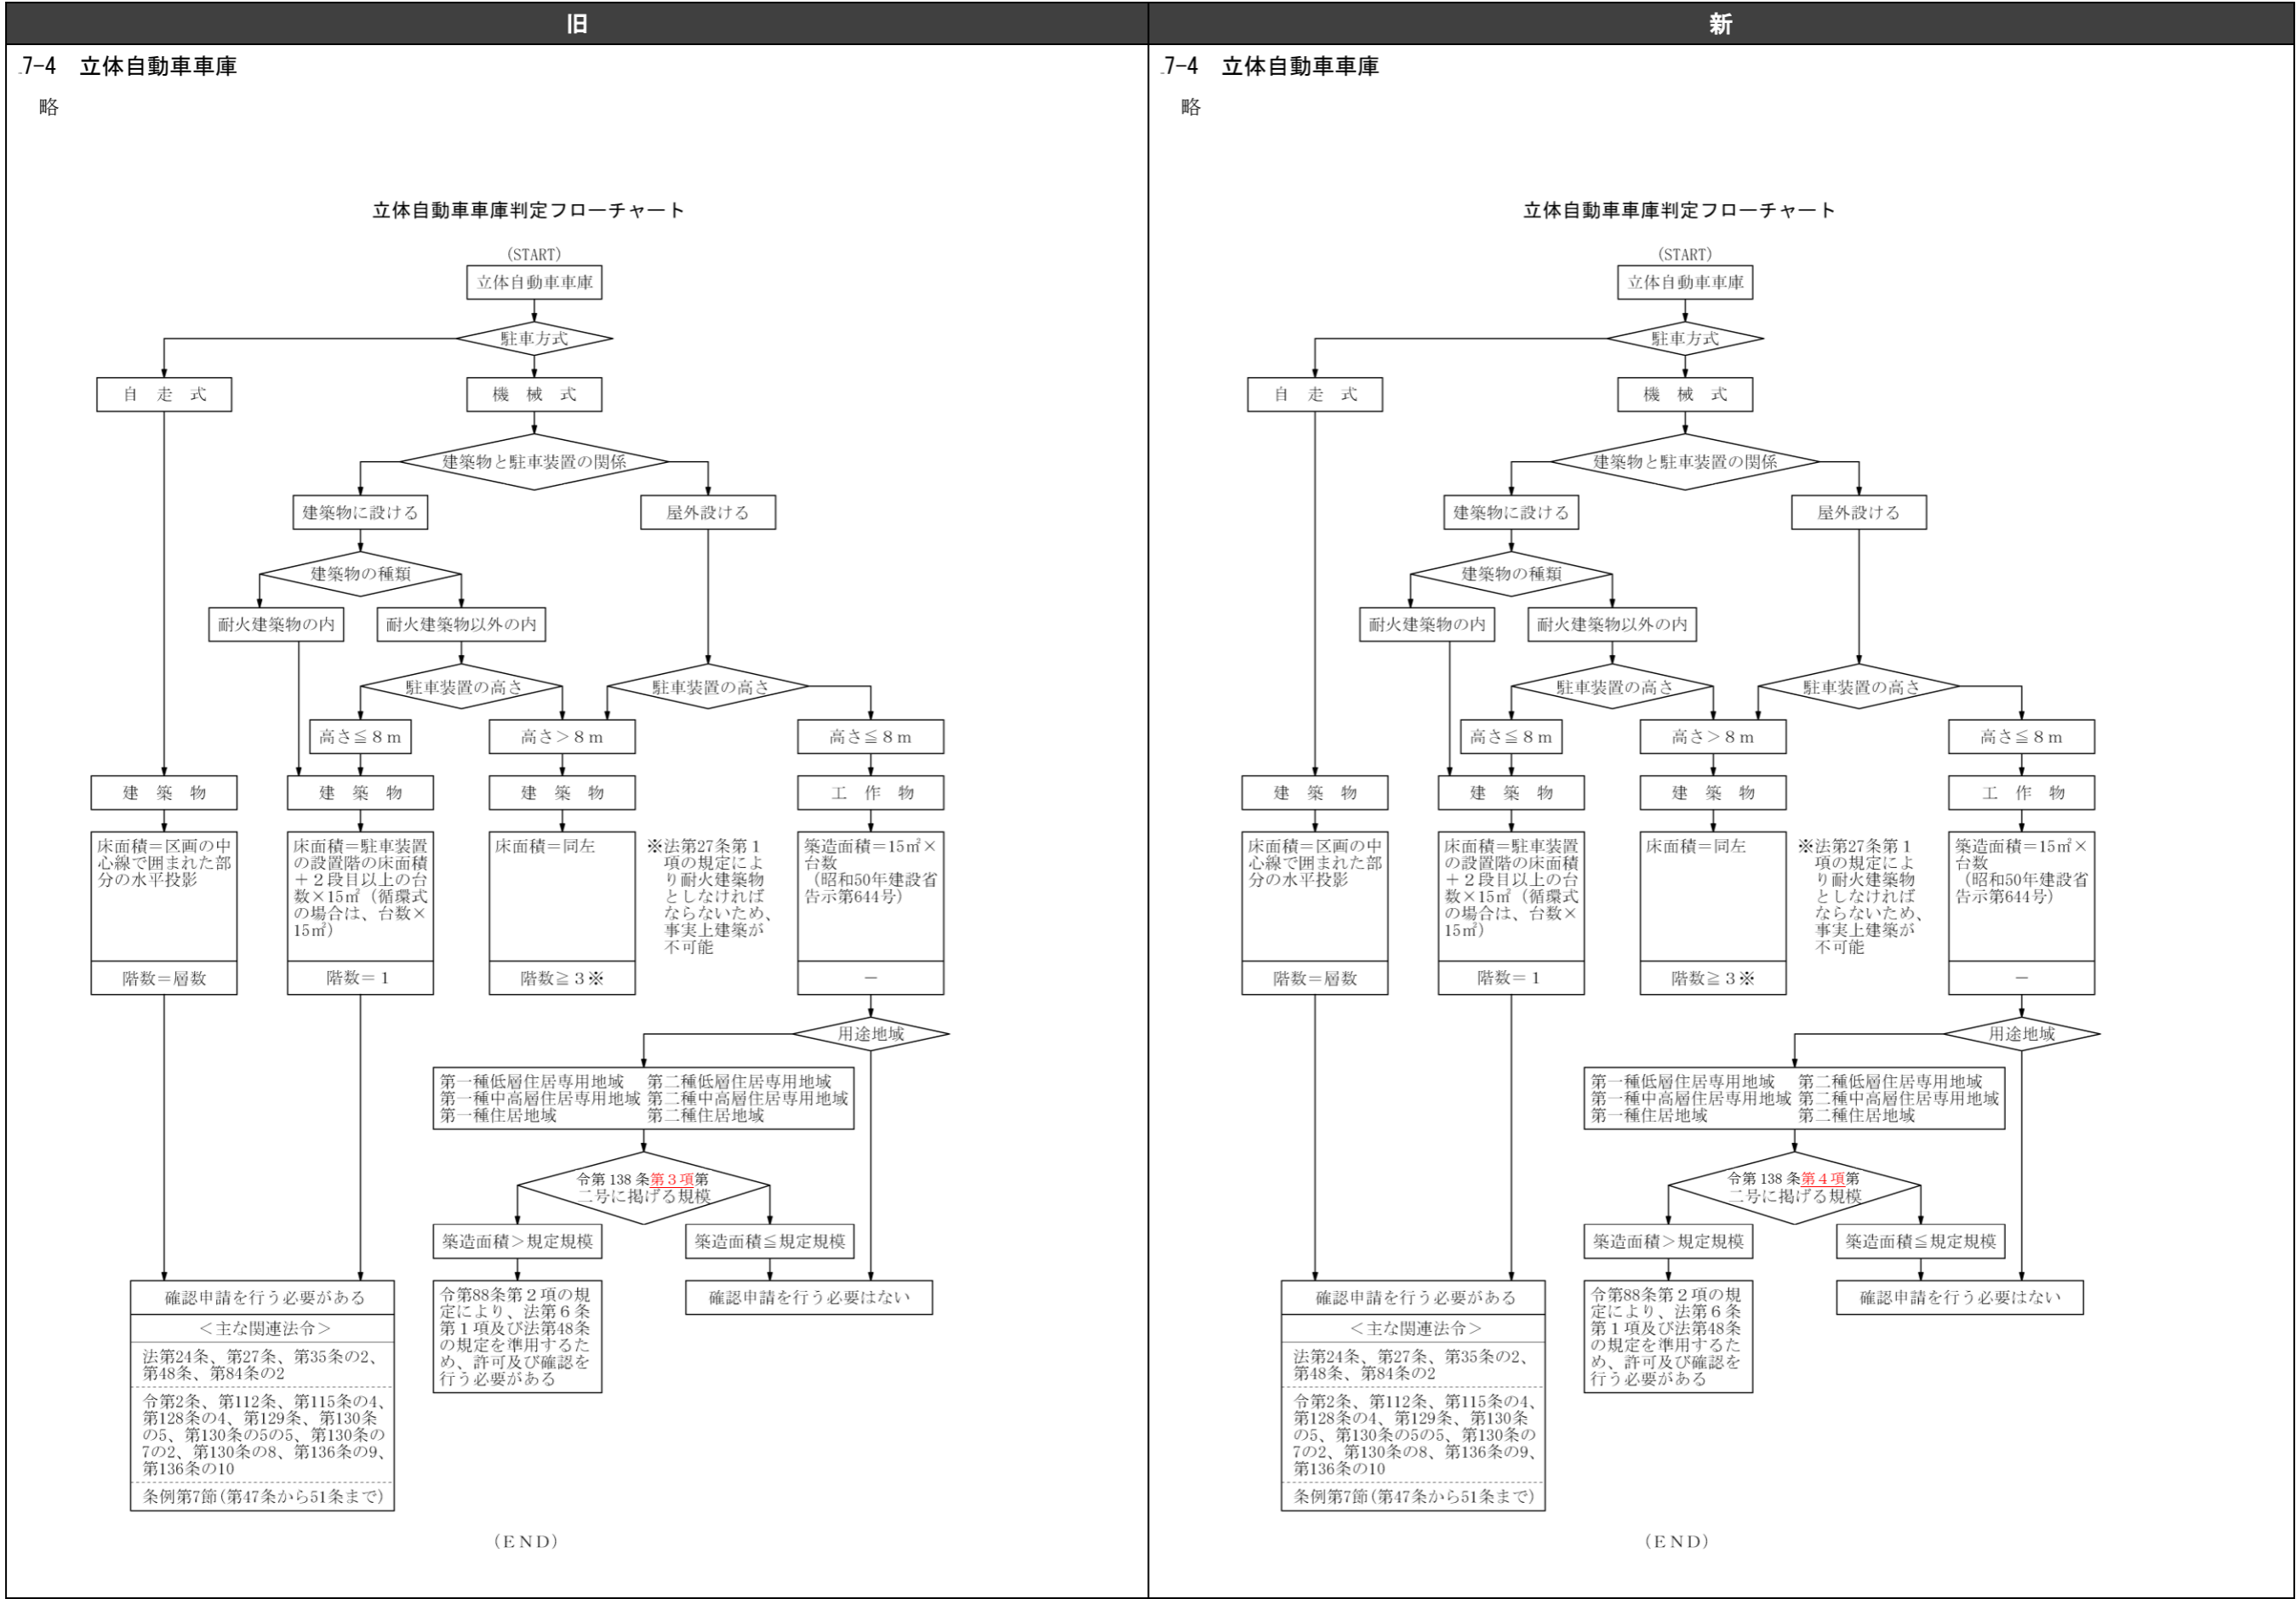 旧
7-4 立体自動車車庫
略
立体自動車車庫判定フローチャート
(START)
立体自動車車庫
駐車方式
自 走 式
機 械 式
建築物と駐車装置の関係
建築物に設ける
屋外設ける
建築物の種類
耐火建築物の内
耐火建築物以外の内
駐車装置の高さ
駐車装置の高さ
高さ≦8m
高さ>8m
高さ≦8m
建 築 物
建 築 物
建 築 物
工 作 物
床面積=区画の中
心線で囲まれた部
分の水平投影
階数=層数
床面積=駐車装置
の設置階の床面積
+2段目以上の台
数×15㎡(循環式
の場合は、台数×
15㎡)
階数=1
床面積=同左
階数≧3※
※法第27条第1
項の規定によ
り耐火建築物
としなければ
ならないため、
事実上建築が
不可能
築造面積=15㎡×
台数
(昭和50年建設省
告示第644号)
－
用途地域
第一種低層住居専用地域 第二種低層住居専用地域
第一種中高層住居専用地域 第二種中高層住居専用地域
第一種住居地域 第二種住居地域
令第138条第3項第
二号に掲げる規模
築造面積>規定規模
築造面積≦規定規模
確認申請を行う必要がある
<主な関連法令>
法第24条、第27条、第35条の2、
第48条、第84条の2
令第2条、第112条、第115条の4、
第128条の4、第129条、第130条
の5、第130条の5の5、第130条の
7の2、第130条の8、第136条の9、
第136条の10
条例第7節(第47条から51条まで)
令第88条第2項の規
定により、法第6条
第1項及び法第48条
の規定を準用するた
め、許可及び確認を
行う必要がある
確認申請を行う必要はない
(END)
新
7-4 立体自動車車庫
略
立体自動車車庫判定フローチャート
(START)
立体自動車車庫
駐車方式
自 走 式
機 械 式
建築物と駐車装置の関係
建築物に設ける
屋外設ける
建築物の種類
耐火建築物の内
耐火建築物以外の内
駐車装置の高さ
駐車装置の高さ
高さ≦8m
高さ>8m
高さ≦8m
建 築 物
建 築 物
建 築 物
工 作 物
床面積=区画の中
心線で囲まれた部
分の水平投影
階数=層数
床面積=駐車装置
の設置階の床面積
+2段目以上の台
数×15㎡(循環式
の場合は、台数×
15㎡)
階数=1
床面積=同左
階数≧3※
※法第27条第1
項の規定によ
り耐火建築物
としなければ
ならないため、
事実上建築が
不可能
築造面積=15㎡×
台数
(昭和50年建設省
告示第644号)
－
用途地域
第一種低層住居専用地域 第二種低層住居専用地域
第一種中高層住居専用地域 第二種中高層住居専用地域
第一種住居地域 第二種住居地域
令第138条第4項第
二号に掲げる規模
築造面積>規定規模
築造面積≦規定規模
確認申請を行う必要がある
<主な関連法令>
法第24条、第27条、第35条の2、
第48条、第84条の2
令第2条、第112条、第115条の4、
第128条の4、第129条、第130条
の5、第130条の5の5、第130条の
7の2、第130条の8、第136条の9、
第136条の10
条例第7節(第47条から51条まで)
令第88条第2項の規
定により、法第6条
第1項及び法第48条
の規定を準用するた
め、許可及び確認を
行う必要がある
確認申請を行う必要はない
(END)